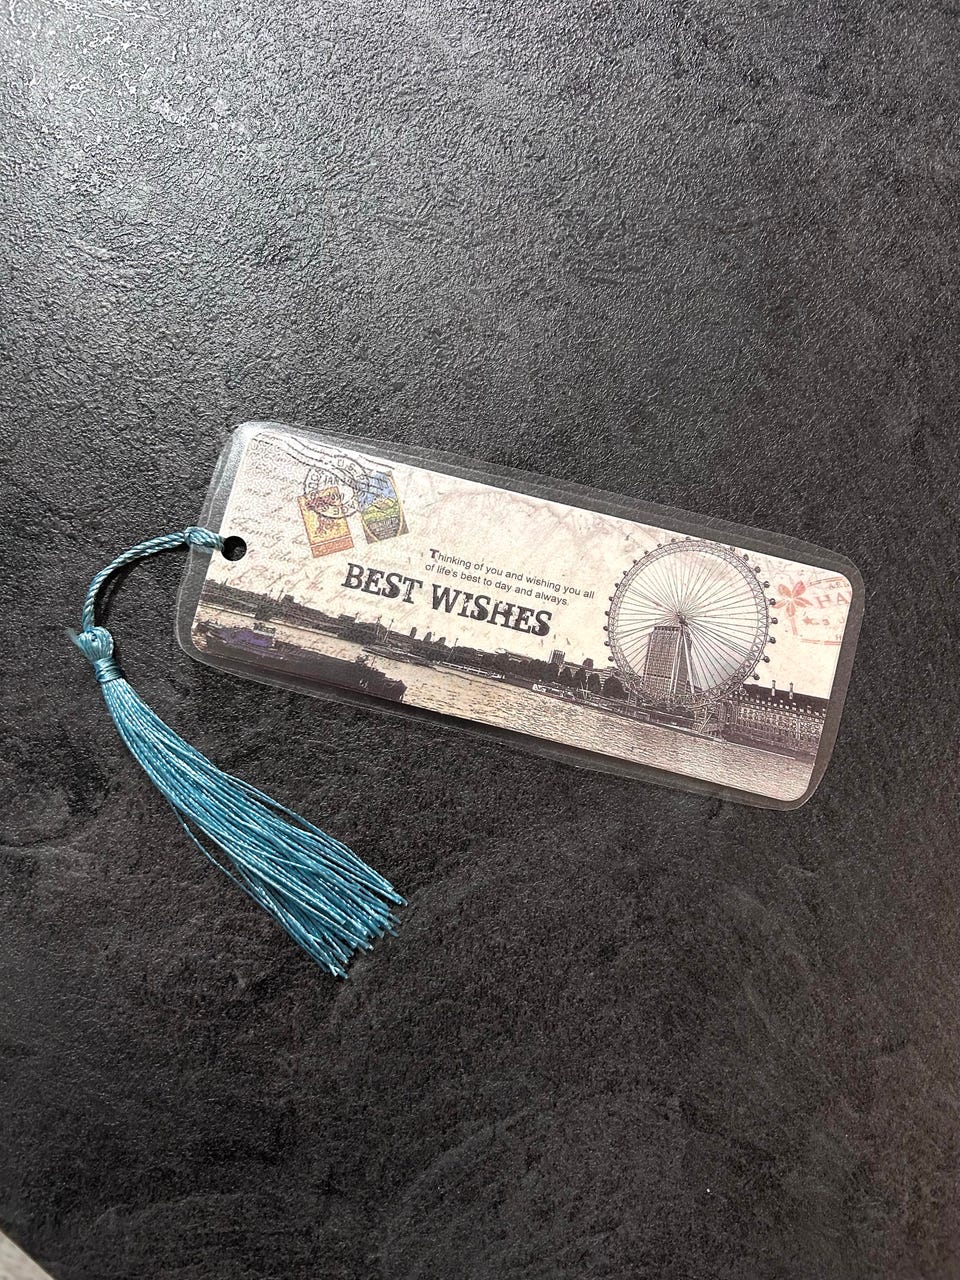 Thinking of you and wishing you all
of life's best to day and always.
BEST WISHES